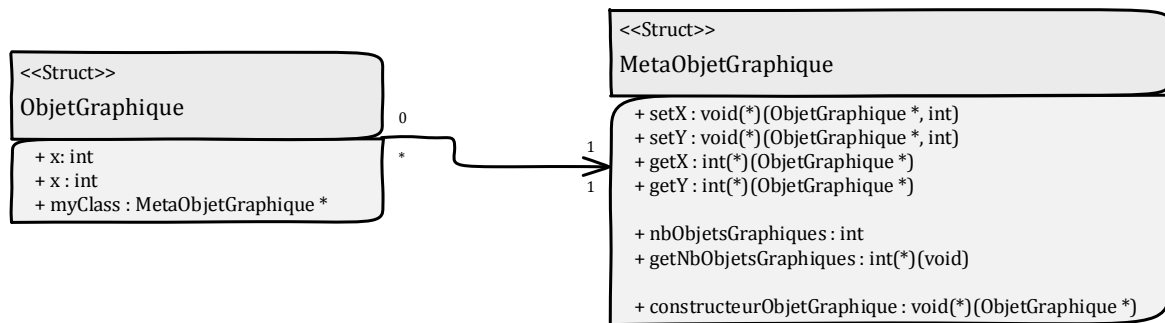 <<Struct>>
ObjetGraphique
+ x: int
+ x : int
+ myClass : MetaObjetGraphique *
0
*
1
1
<<Struct>>
MetaObjetGraphique
+ setX : void(*)(ObjetGraphique *, int)
+ setY : void(*)(ObjetGraphique *, int)
+ getX : int(*)(ObjetGraphique *)
+ getY : int(*)(ObjetGraphique *)
+ nbObjetsGraphiques : int
+ getNbObjetsGraphiques : int(*)(void)
+ constructeurObjetGraphique : void(*)(ObjetGraphique *)